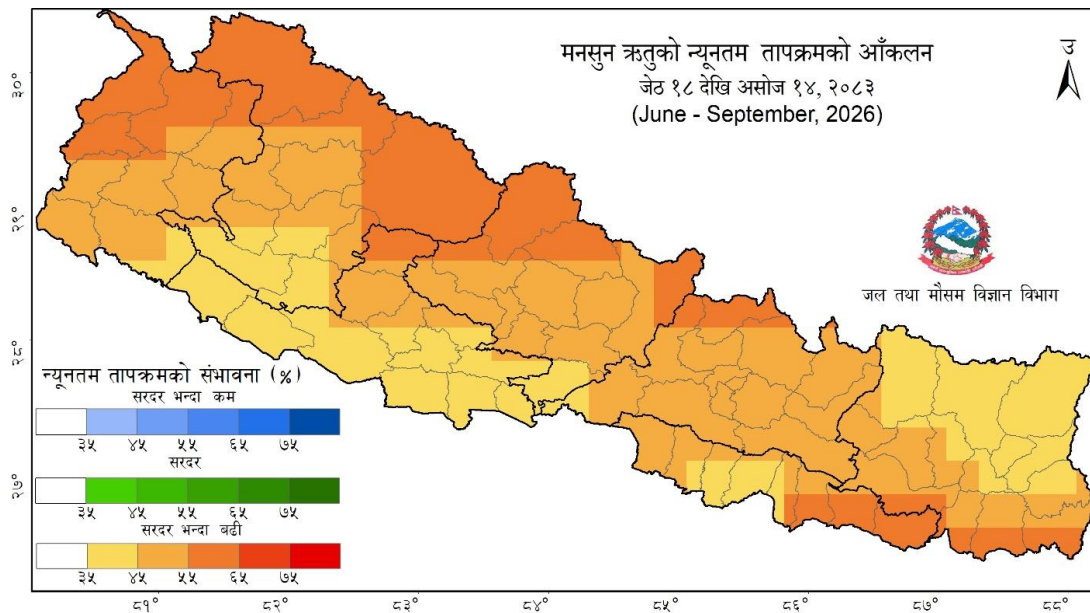 मनसुन ऋतुको न्यूनतम तापक्रमको आँकलन
जेठ १८ देखि असोज १४, २०८३
(June - September, 2026)
उ
जल तथा मौसम विज्ञान विभाग
३०°
२९°
२८°
२७°
न्यूनतम तापक्रमको संभावना (%)
सरदर भन्दा कम
३५ ४५ ५५ ६५ ७५
सरदर
३५ ४५ ५५ ६५ ७५
सरदर भन्दा बढी
३५ ४५ ५५ ६५ ७५
८१° ८२° ८३° ८४° ८५° ८६° ८७° ८८°